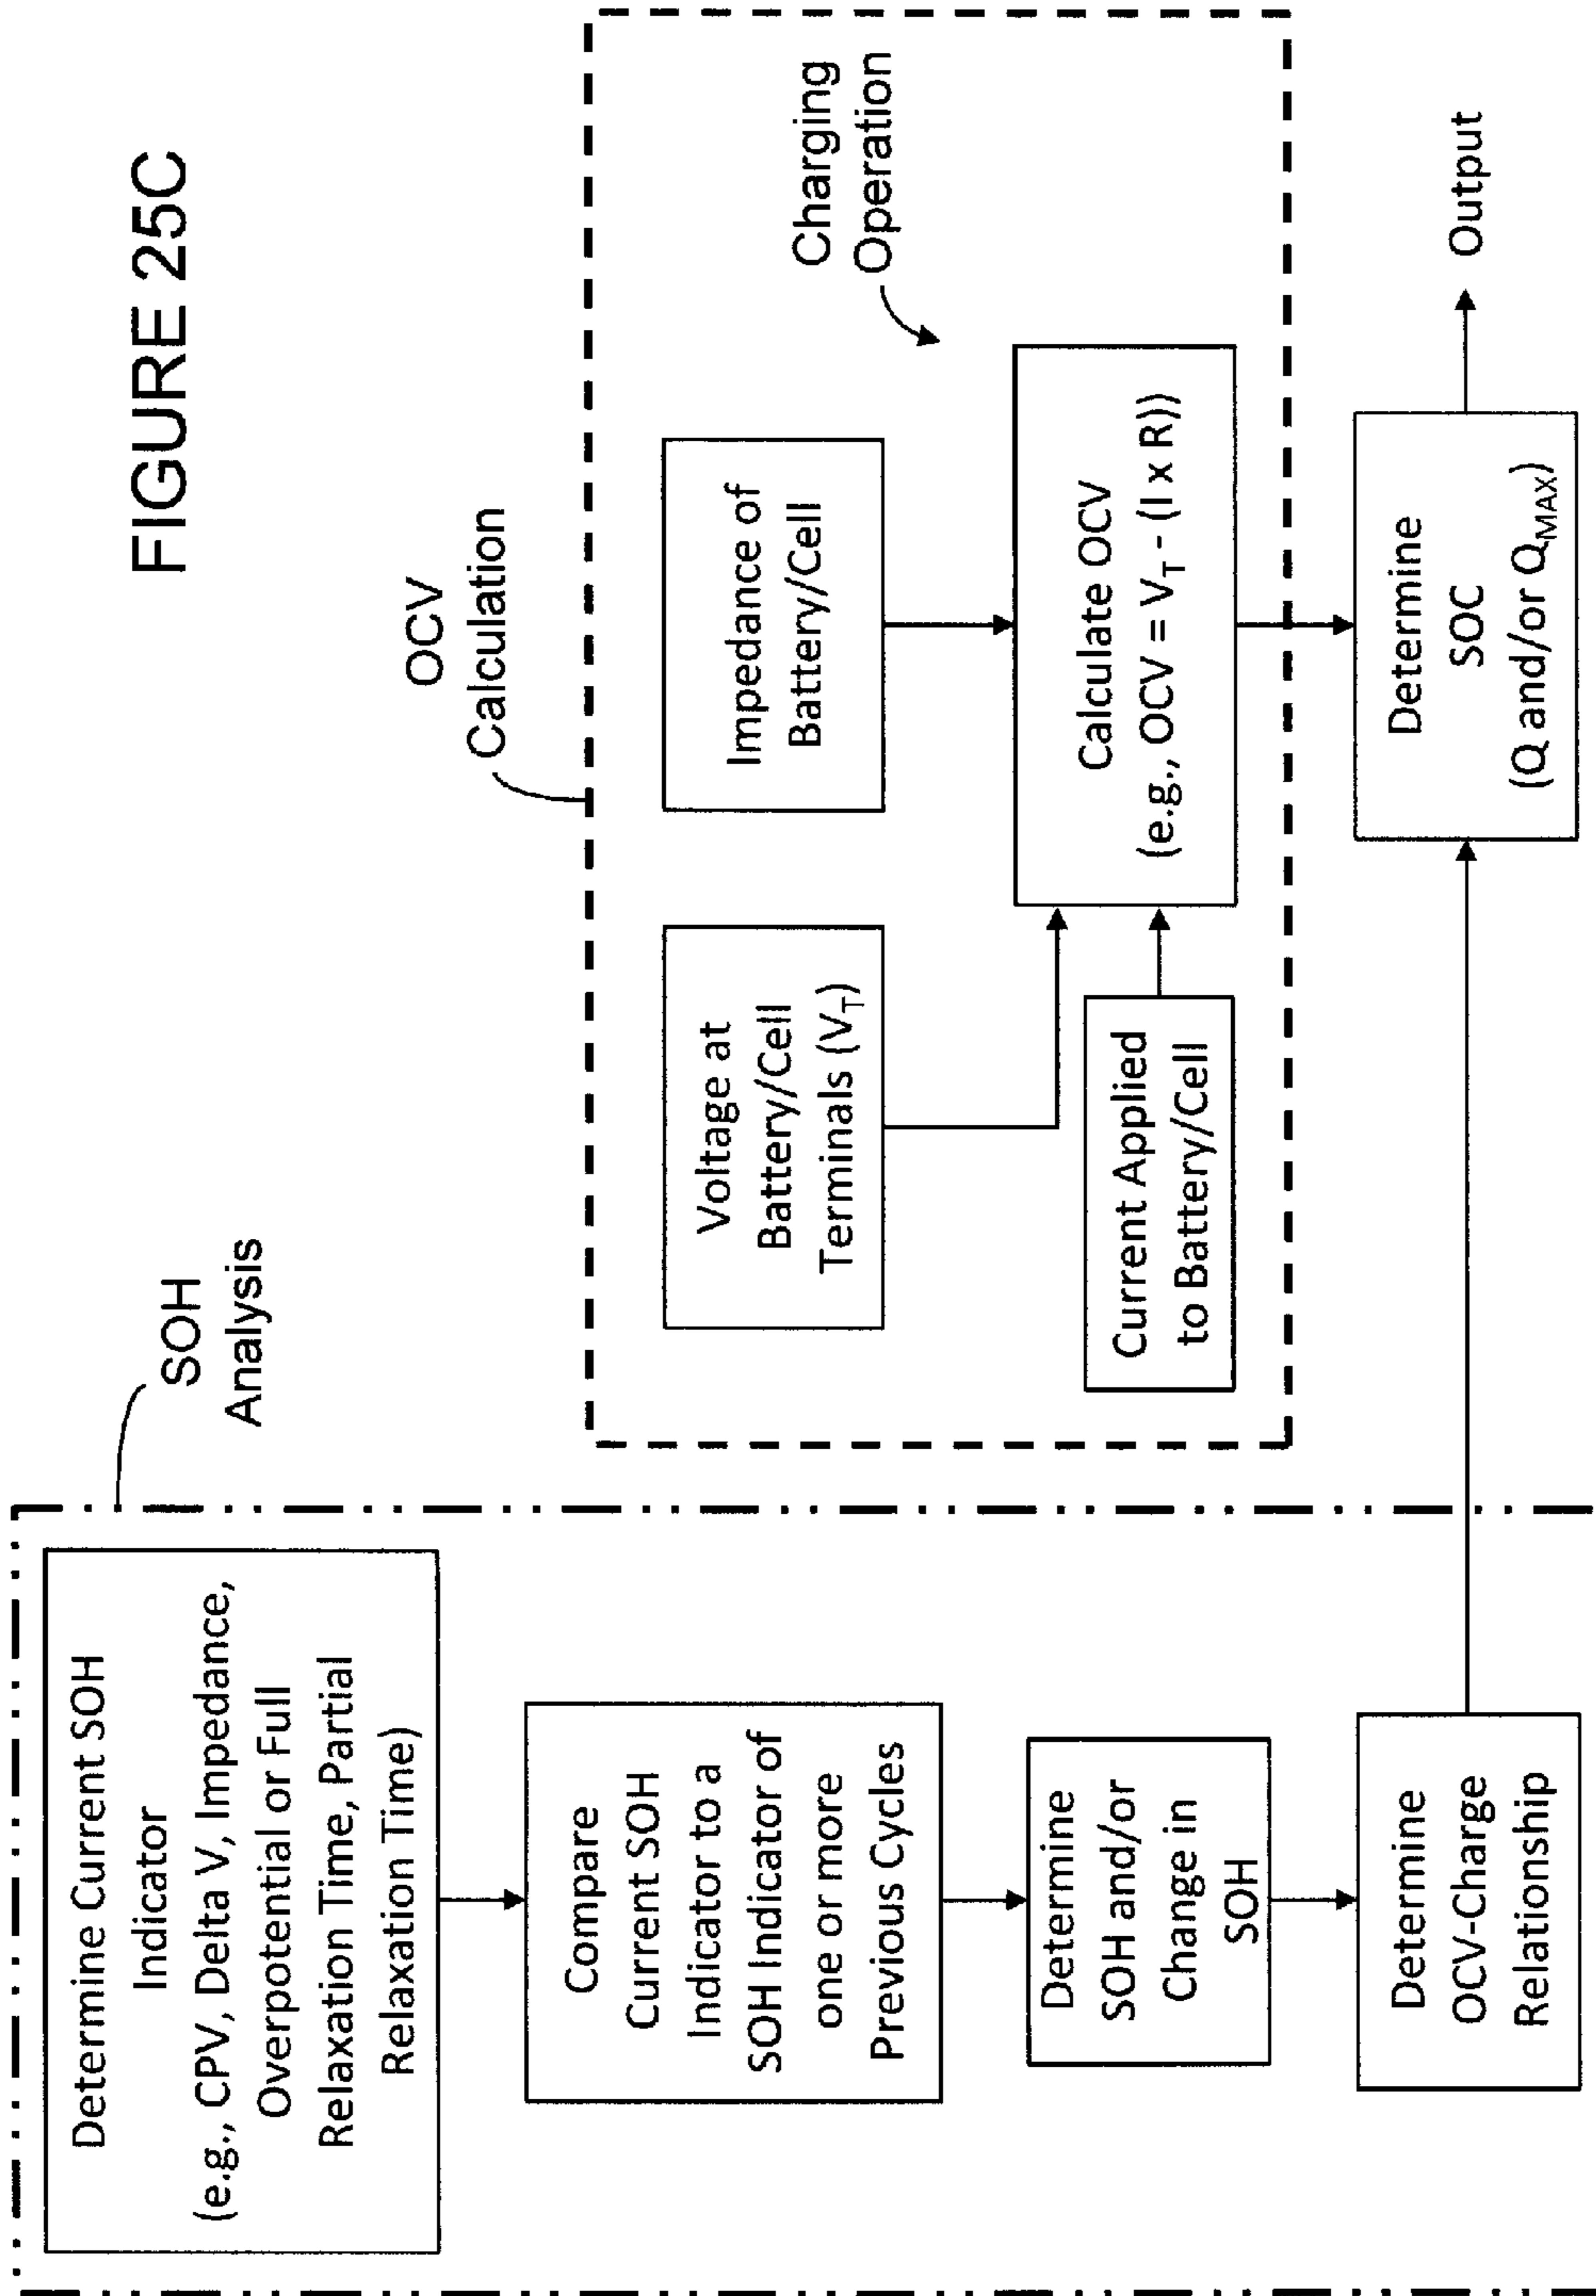 FIGURE 25C
SOH
Analysis
Determine Current SOH
Indicator
(e.g., CPV, Delta V, Impedance,
Overpotential or Full
Relaxation Time, Partial
Relaxation Time)
Compare
Current SOH
Indicator to a
SOH Indicator of
one or more
Previous Cycles
Determine
SOH and/or
Change in
SOH
Determine
OCV-Charge
Relationship
OCV
Calculation
Voltage at
Battery/Cell
Terminals (V_T)
Impedance of
Battery/Cell
Charging
Operation
Current Applied
to Battery/Cell
Calculate OCV
(e.g., OCV = V_T - (I x R))
Determine
SOC
(Q and/or Q_MAX)
Output